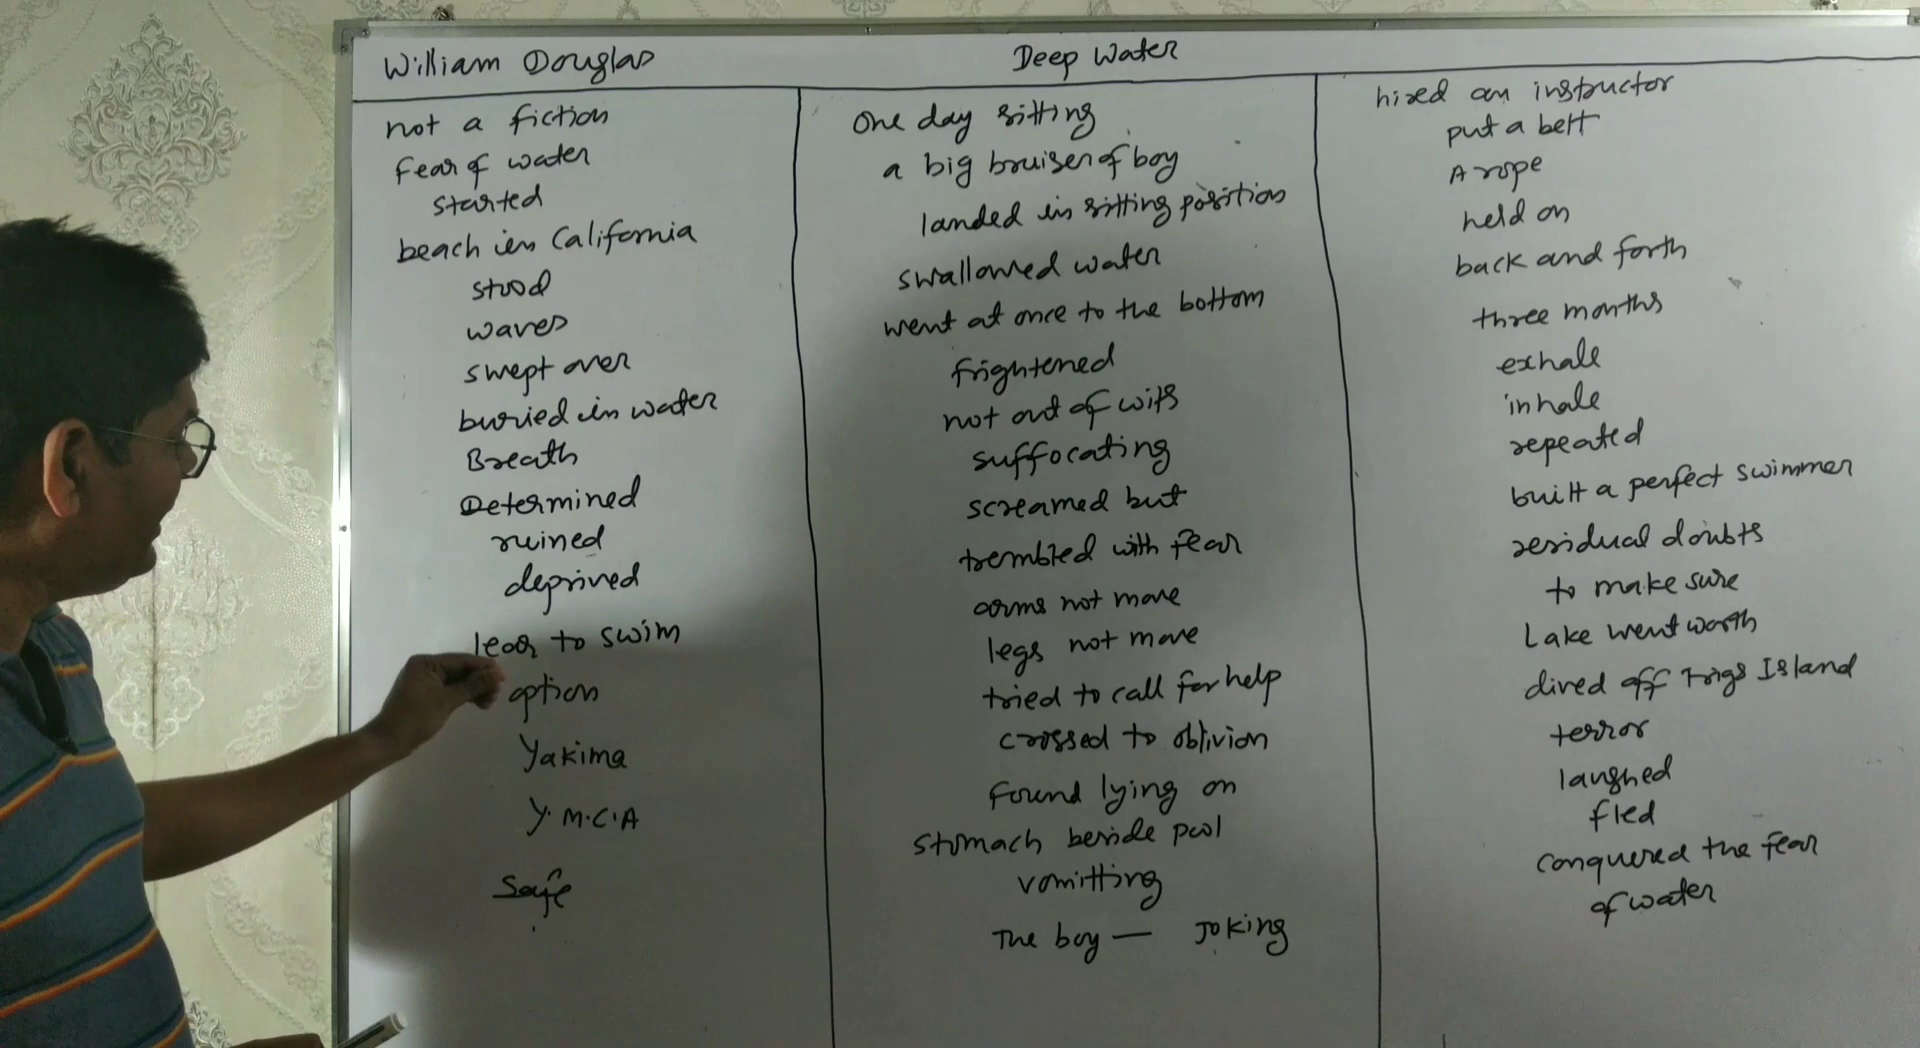 William Douglas
Deep Water
not a fiction
Fear of water
started
beach in California
stood
waves
swept over
buried in water
Breath
Determined
ruined
deprived
lear to swim
option
Yakima
Y.M.C.A
Safe
One day sitting
a big bruiser of boy
landed in sitting position
swallowed water
went at once to the bottom
frightened
not out of wits
suffocating
screamed but
trembled with fear
arms not move
legs not move
tried to call for help
crossed to oblivion
Found lying on
stomach beside pool
vomitting
The boy — Joking
hired an instructor
put a belt
A rope
held on
back and forth
three months
exhale
inhale
repeated
built a perfect swimmer
residual doubts
to make sure
Lake wentworth
dived off Trigs Island
terror
laughed
fled
conquered the fear
of water